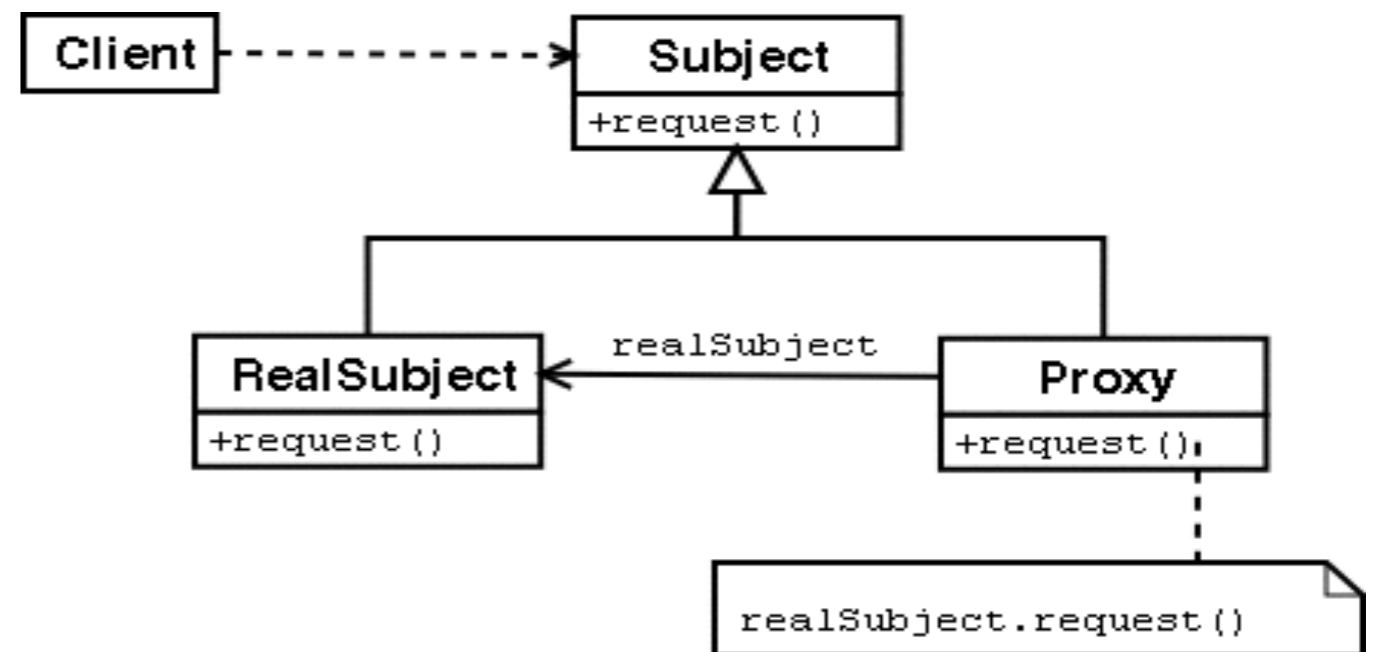 Client
Subject
+request()
realSubject
RealSubject
+request()
Proxy
+request()
realSubject.request()